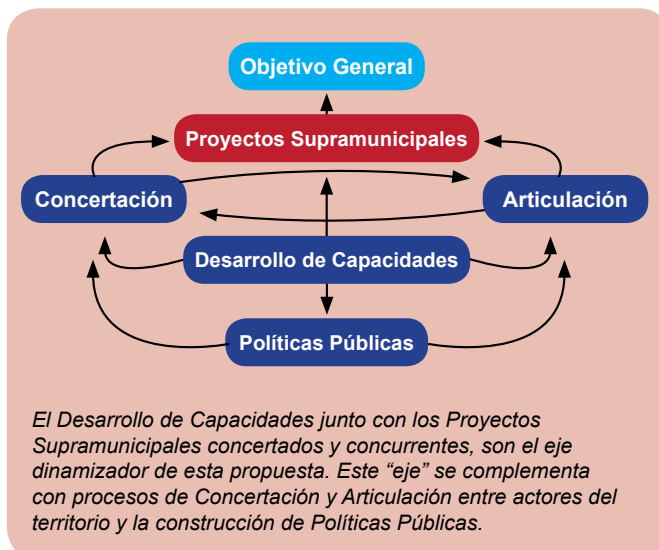 Objetivo General
Proyectos Supramunicipales
Concertación
Articulación
Desarrollo de Capacidades
Políticas Públicas
El Desarrollo de Capacidades junto con los Proyectos
Supramunicipales concertados y concurrentes, son el eje
dinamizador de esta propuesta. Este “eje” se complementa
con procesos de Concertación y Articulación entre actores del
territorio y la construcción de Políticas Públicas.